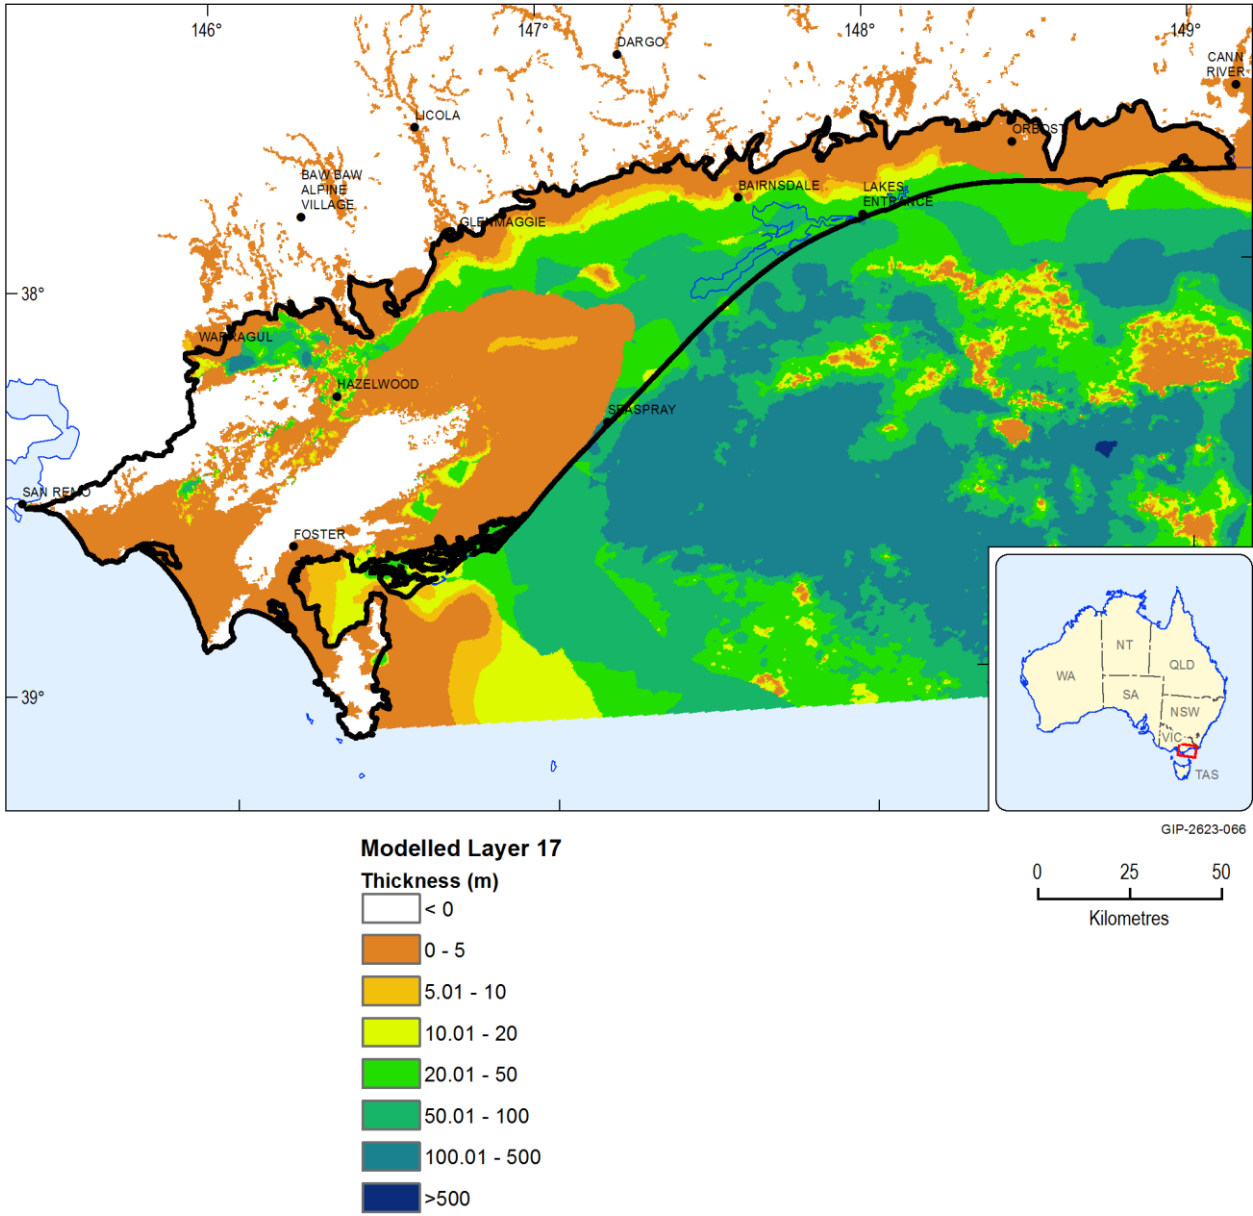 146°
147°
148°
149°
DARGO
CANN
RIVER
LICOLA
ORBOST
BAW BAW
ALPINE
VILLAGE
BAIRNSDALE
LAKES
ENTRANCE
GLENMAGGIE
38°
WARRAGUL
HAZELWOOD
SEASPRAY
SAN REMO
FOSTER
39°
NT
WA
QLD
SA
NSW
VIC
TAS
GIP-2623-066
Modelled Layer 17
Thickness (m)
< 0
0 - 5
5.01 - 10
10.01 - 20
20.01 - 50
50.01 - 100
100.01 - 500
>500
0 25 50
Kilometres